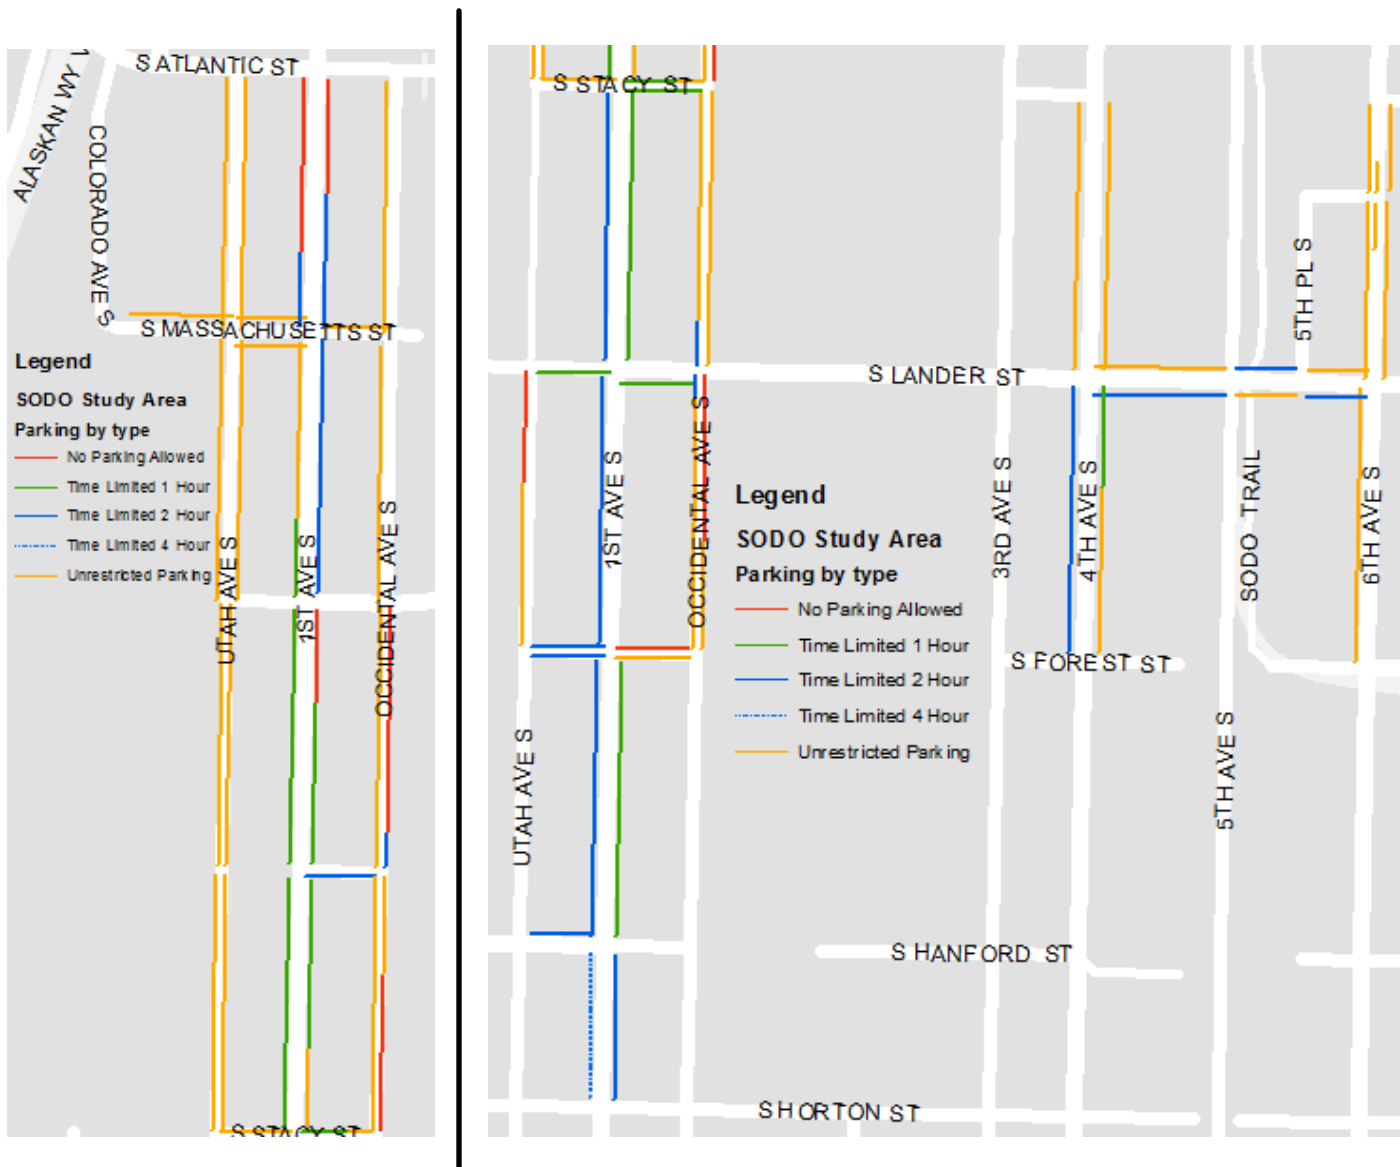 S ATLANTIC ST
ALASKAN WY
COLORADO AVE S
S MASSACHUSETTS ST
Legend
SODO Study Area
Parking by type
No Parking Allowed
Time Limited 1 Hour
Time Limited 2 Hour
Time Limited 4 Hour
Unrestricted Parking
UTAH AVE S
1ST AVE S
OCCIDENTAL AVE S
S STACY ST
S STACY ST
5TH PL S
S LANDER ST
1ST AVE S
OCCIDENTAL AVE S
3RD AVE S
4TH AVE S
SODO TRAIL
6TH AVE S
Legend
SODO Study Area
Parking by type
No Parking Allowed
Time Limited 1 Hour
Time Limited 2 Hour
Time Limited 4 Hour
Unrestricted Parking
S FOREST ST
UTAH AVE S
5TH AVE S
S HANFORD ST
S HORTON ST